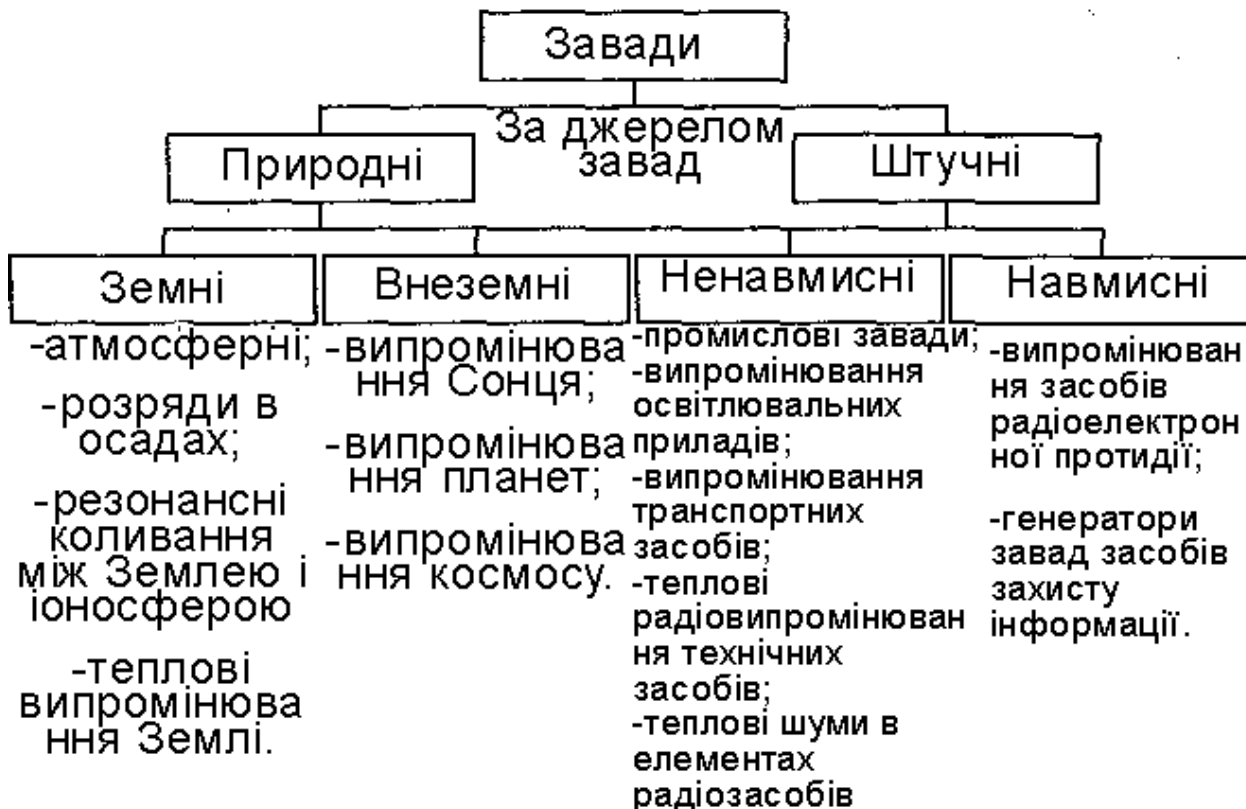 Завади
За джерелом
завад
Природні
Штучні
Земні
-атмосферні;
-розряди в
осадах;
-резонансні
коливання
між Землею і
іоносферою
-теплові
випромінюва
ння Землі.
Внеземні
-випромінюва
ння Сонця;
-випромінюва
ння планет;
-випромінюва
ння космосу.
Ненавмисні
-промислові завади;
-випромінювання
освітлювальних
приладів;
-випромінювання
транспортних
засобів;
-теплові
радіовипромінюван
ня технічних
засобів;
-теплові шуми в
елементах
радіозасобів
Навмисні
-випромінюван
ня засобів
радіоелектрон
ної протидії;
-генератори
завад засобів
захисту
інформації.